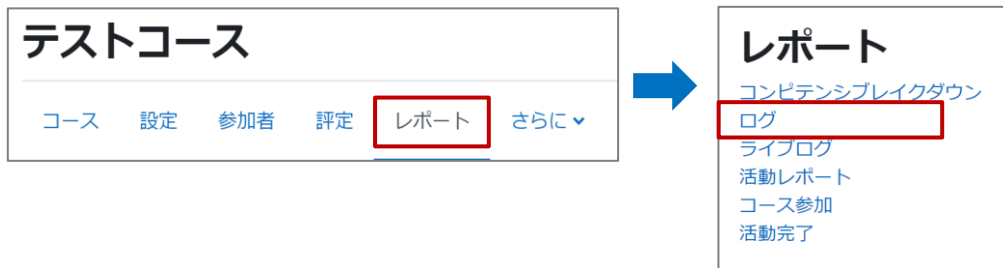 テストコース
コース 設定 参加者 評定 レポート さらに
レポート
コンピテンシブレイクダウン
ログ
ライブログ
活動レポート
コース参加
活動完了